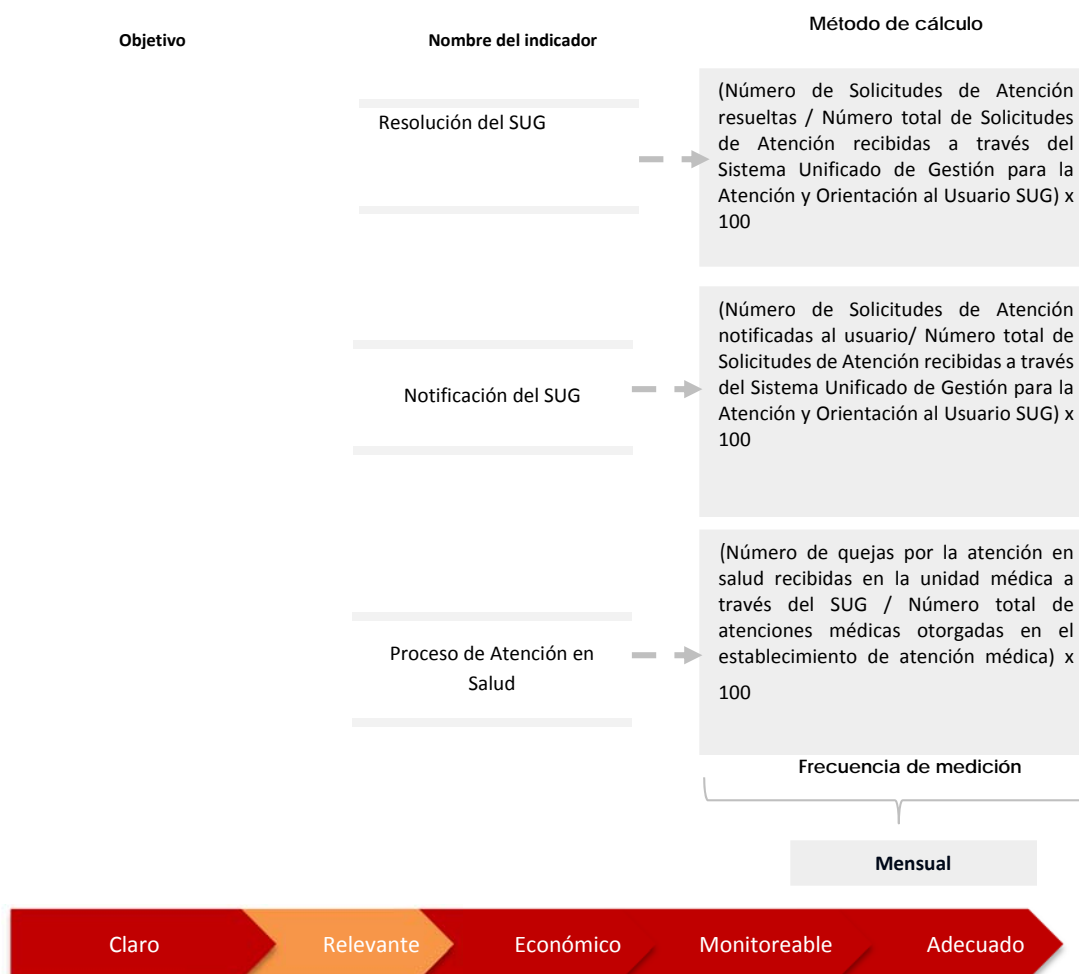 Objetivo
Nombre del indicador
Método de cálculo
Resolución del SUG
(Número de Solicitudes de Atención
resueltas / Número total de Solicitudes
de Atención recibidas a través del
Sistema Unificado de Gestión para la
Atención y Orientación al Usuario SUG) x
100
Notificación del SUG
(Número de Solicitudes de Atención
notificadas al usuario/ Número total de
Solicitudes de Atención recibidas a través
del Sistema Unificado de Gestión para la
Atención y Orientación al Usuario SUG) x
100
Proceso de Atención en
Salud
(Número de quejas por la atención en
salud recibidas en la unidad médica a
través del SUG / Número total de
atenciones médicas otorgadas en el
establecimiento de atención médica) x
100
Frecuencia de medición
Mensual
Claro
Relevante
Económico
Monitoreable
Adecuado